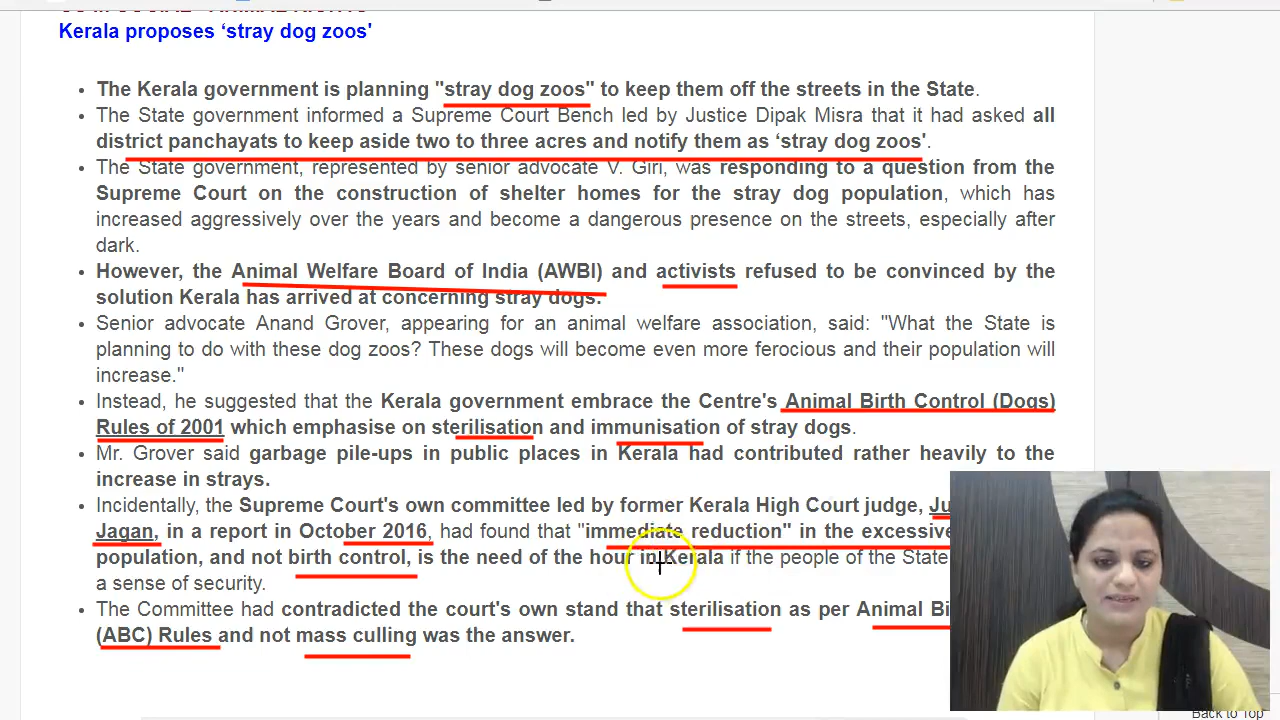 Kerala proposes ‘stray dog zoos'
• The Kerala government is planning "stray dog zoos" to keep them off the streets in the State.
• The State government informed a Supreme Court Bench led by Justice Dipak Misra that it had asked all
district panchayats to keep aside two to three acres and notify them as ‘stray dog zoos'.
• The State government, represented by senior advocate V. Giri, was responding to a question from the
Supreme Court on the construction of shelter homes for the stray dog population, which has
increased aggressively over the years and become a dangerous presence on the streets, especially after
dark.
• However, the Animal Welfare Board of India (AWBI) and activists refused to be convinced by the
solution Kerala has arrived at concerning stray dogs.
• Senior advocate Anand Grover, appearing for an animal welfare association, said: "What the State is
planning to do with these dog zoos? These dogs will become even more ferocious and their population will
increase."
• Instead, he suggested that the Kerala government embrace the Centre's Animal Birth Control (Dogs)
Rules of 2001 which emphasise on sterilisation and immunisation of stray dogs.
• Mr. Grover said garbage pile-ups in public places in Kerala had contributed rather heavily to the
increase in strays.
• Incidentally, the Supreme Court's own committee led by former Kerala High Court judge,
Jagan, in a report in October 2016, had found that "immediate reduction" in the excessive
population, and not birth control, is the need of the hour in Kerala if the people of the State
a sense of security.
• The Committee had contradicted the court's own stand that sterilisation as per Animal
(ABC) Rules and not mass culling was the answer.
Back to Top